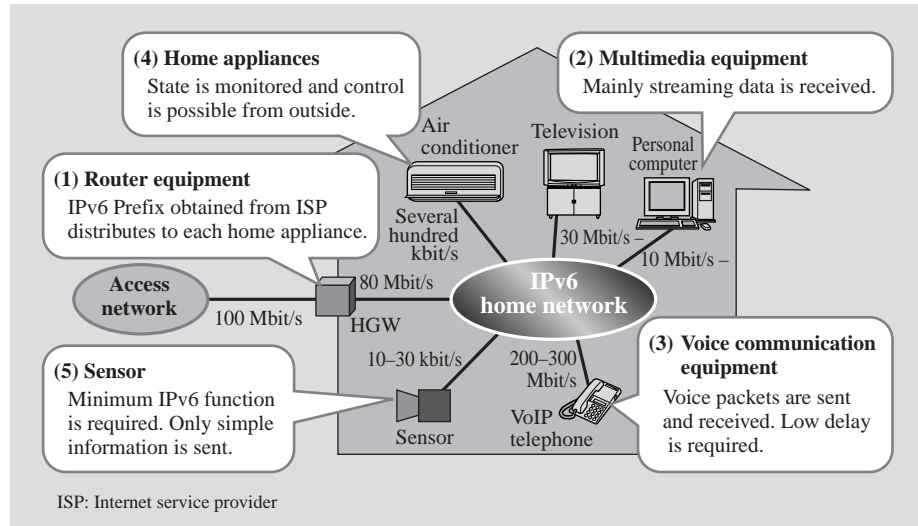 (4) Home appliances
State is monitored and control
is possible from outside.
(2) Multimedia equipment
Mainly streaming data is received.
Air
conditioner
Television
Personal
computer
(1) Router equipment
IPv6 Prefix obtained from ISP
distributes to each home appliance.
Several
hundred
kbit/s
30 Mbit/s –
10 Mbit/s –
Access
network
100 Mbit/s
80 Mbit/s
HGW
IPv6
home network
(5) Sensor
Minimum IPv6 function
is required. Only simple
information is sent.
10–30 kbit/s
Sensor
200–300
Mbit/s
VoIP
telephone
(3) Voice communication
equipment
Voice packets are sent
and received. Low delay
is required.
ISP: Internet service provider